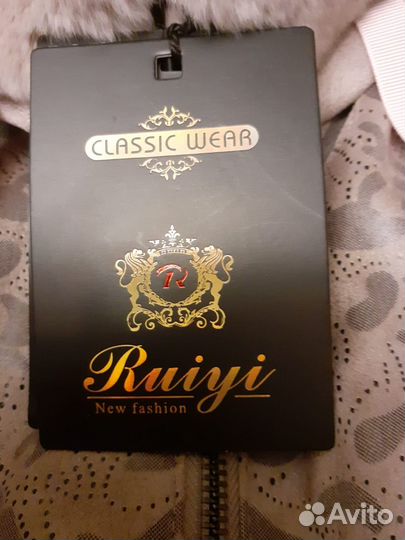 CLASSIC WEAR
R
Ruiyi
New fashion
Avito